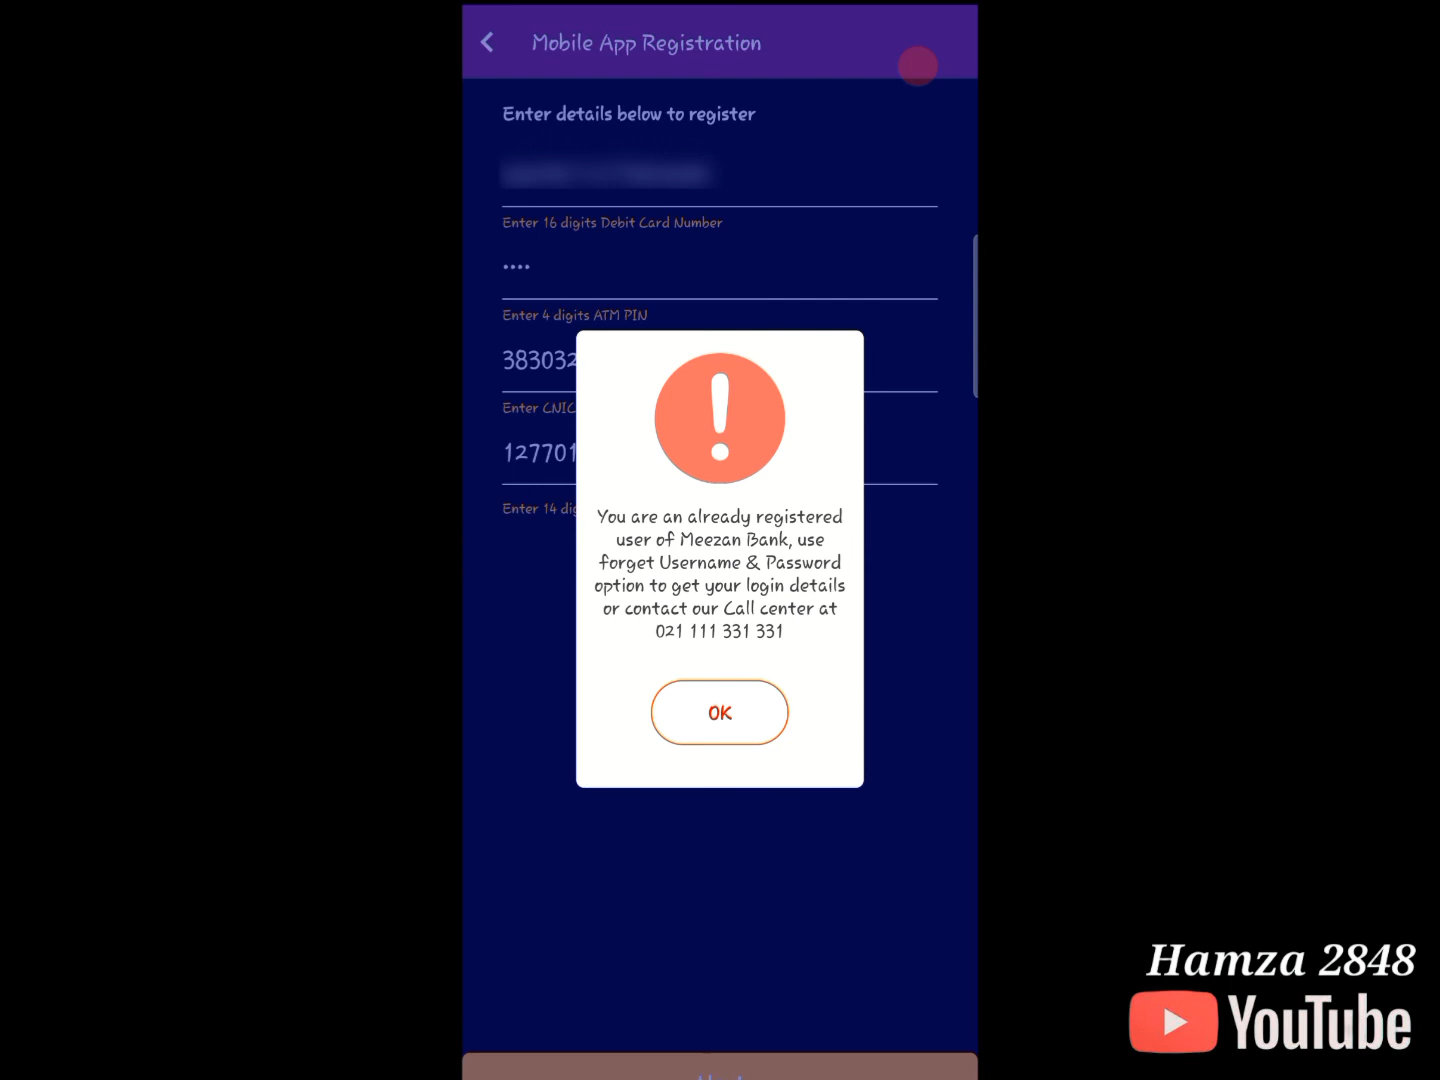 Mobile App Registration
Enter details below to register
Enter 16 digits Debit Card Number
••••
Enter 4 digits ATM PIN
383032
Enter CNIC
127701
Enter 14 dig
You are an already registered
user of Meezan Bank, use
forget Username & Password
option to get your login details
or contact our Call center at
021 111 331 331
OK
Hamza 2848
YouTube